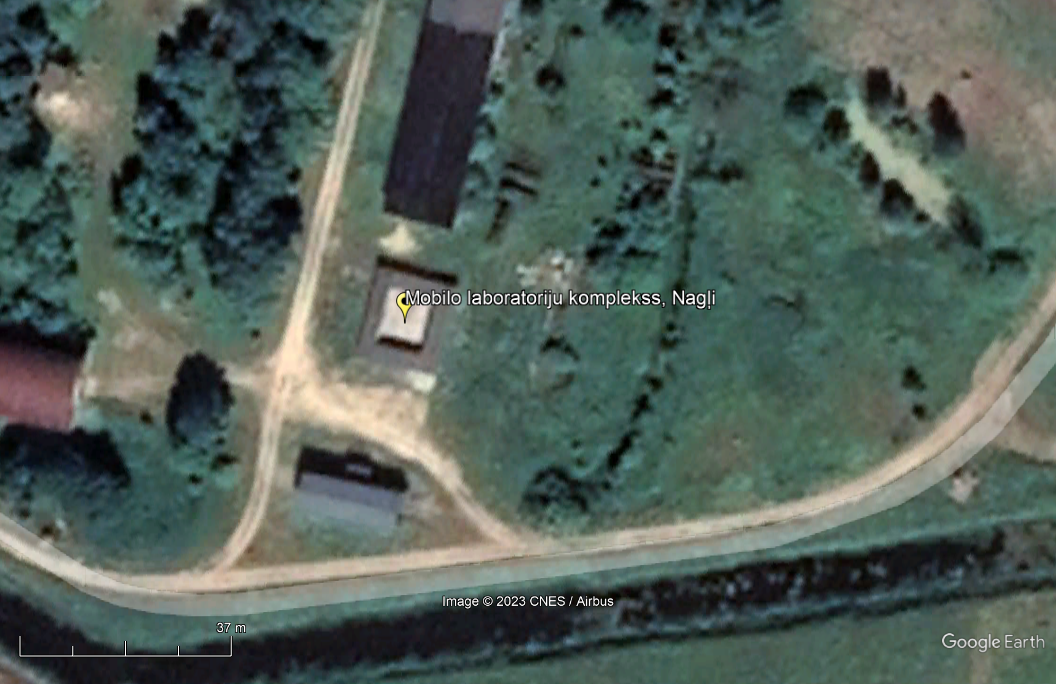 Mobilo laboratoriju komplekss, Nagļi
Image © 2023 CNES / Airbus
37 m
Google Earth